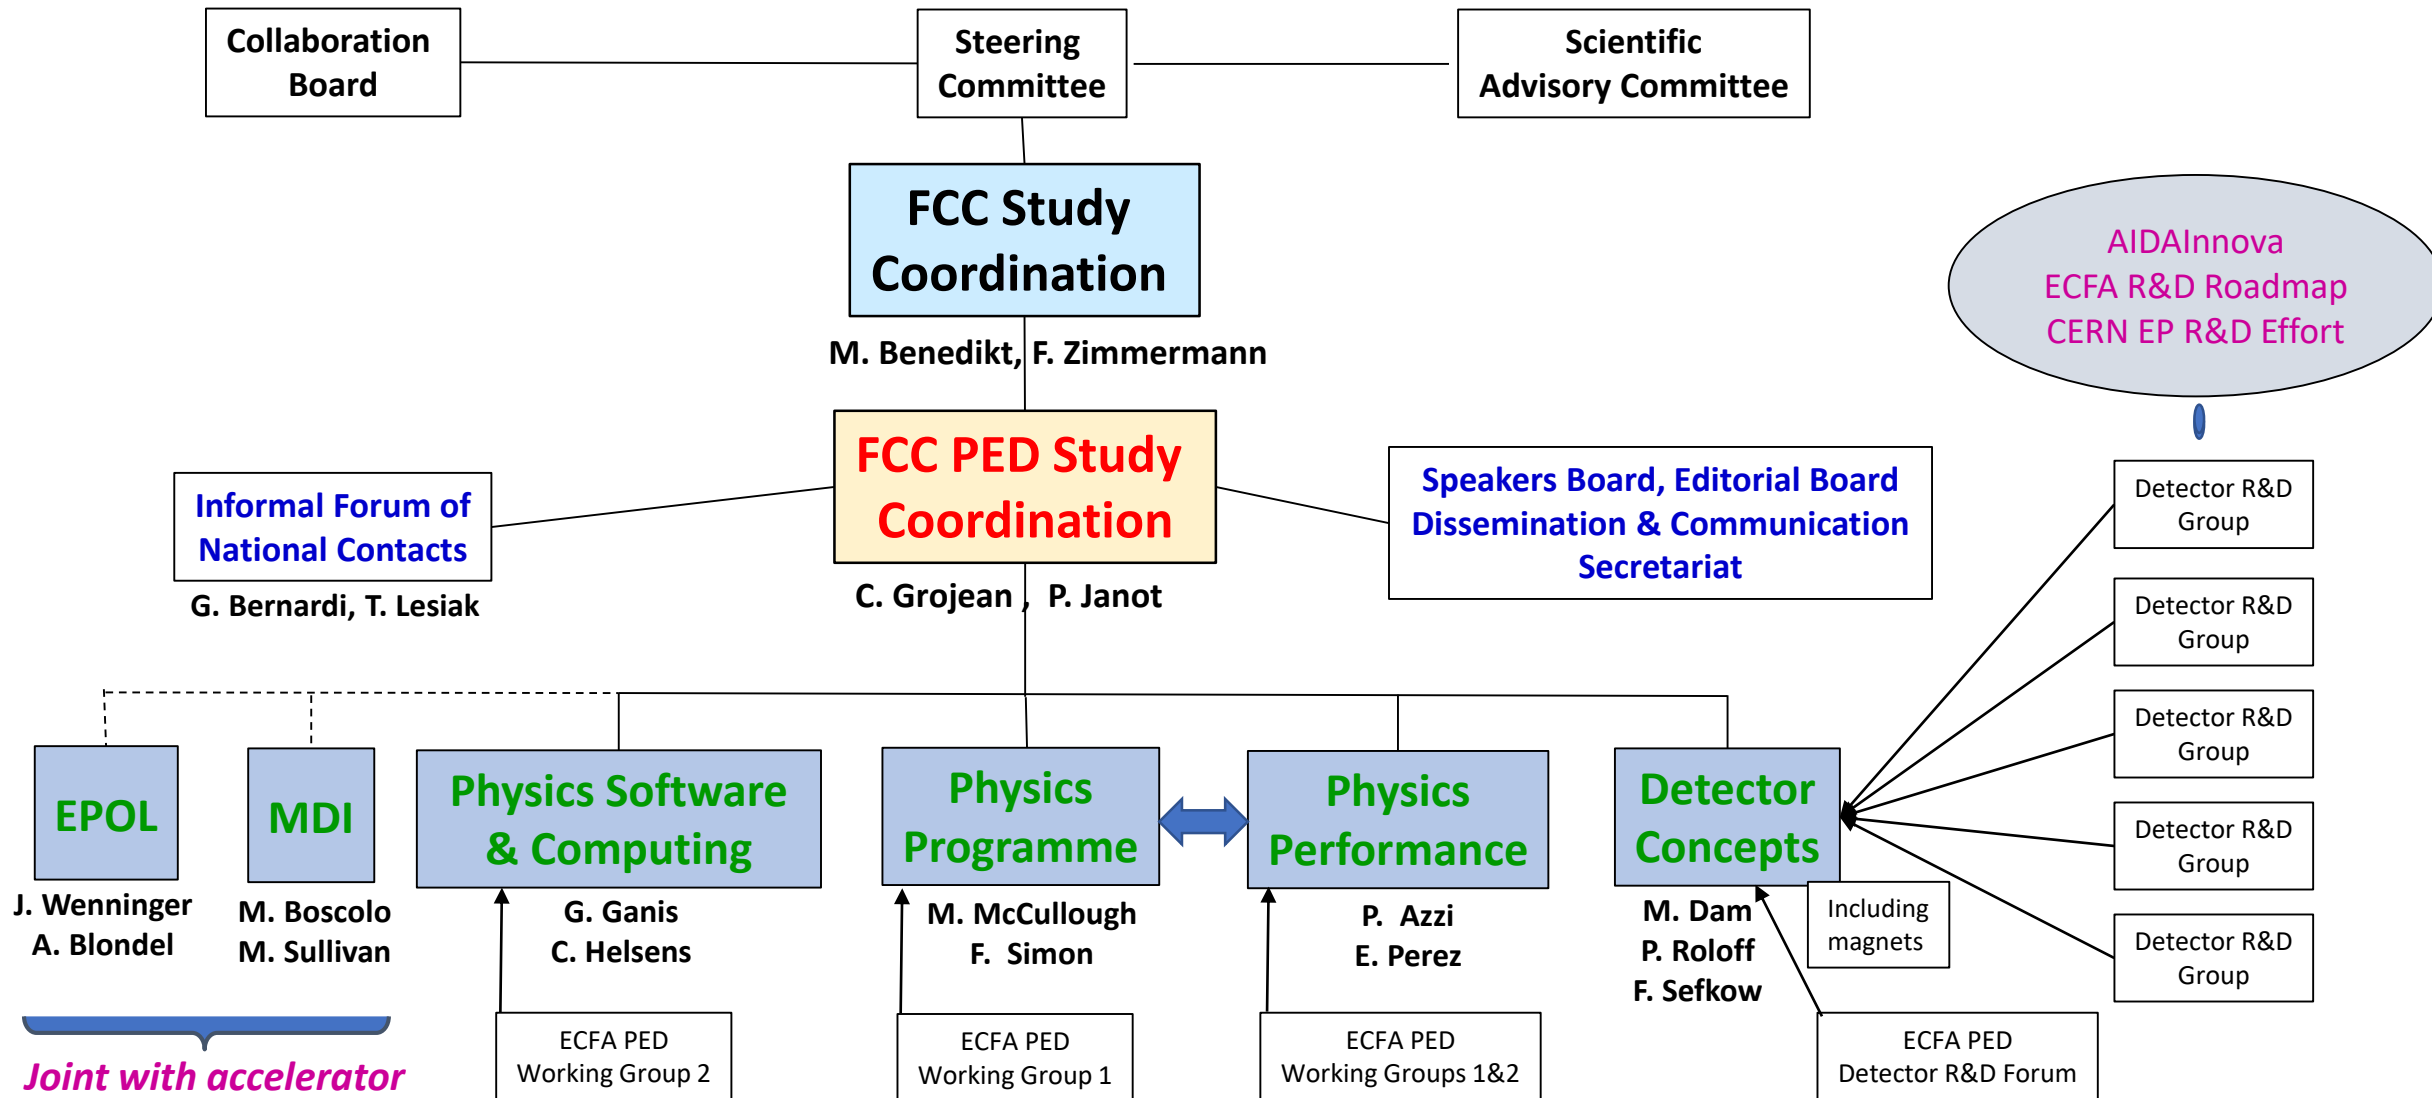 Collaboration
Board
Steering
Committee
Scientific
Advisory Committee
FCC Study
Coordination
M. Benedikt, F. Zimmermann
AIDAInnova
ECFA R&D Roadmap
CERN EP R&D Effort
FCC PED Study
Coordination
C. Grojean , P. Janot
Informal Forum of
National Contacts
G. Bernardi, T. Lesiak
Speakers Board, Editorial Board
Dissemination & Communication
Secretariat
Detector R&D
Group
Detector R&D
Group
Detector R&D
Group
Detector R&D
Group
Detector R&D
Group
EPOL
J. Wenninger
A. Blondel
MDI
M. Boscolo
M. Sullivan
Joint with accelerator
Physics Software
& Computing
G. Ganis
C. Helsens
ECFA PED
Working Group 2
Physics
Programme
M. McCullough
F. Simon
ECFA PED
Working Group 1
Physics
Performance
P. Azzi
E. Perez
ECFA PED
Working Groups 1&2
Detector
Concepts
Including
magnets
M. Dam
P. Roloff
F. Sefkow
ECFA PED
Detector R&D Forum